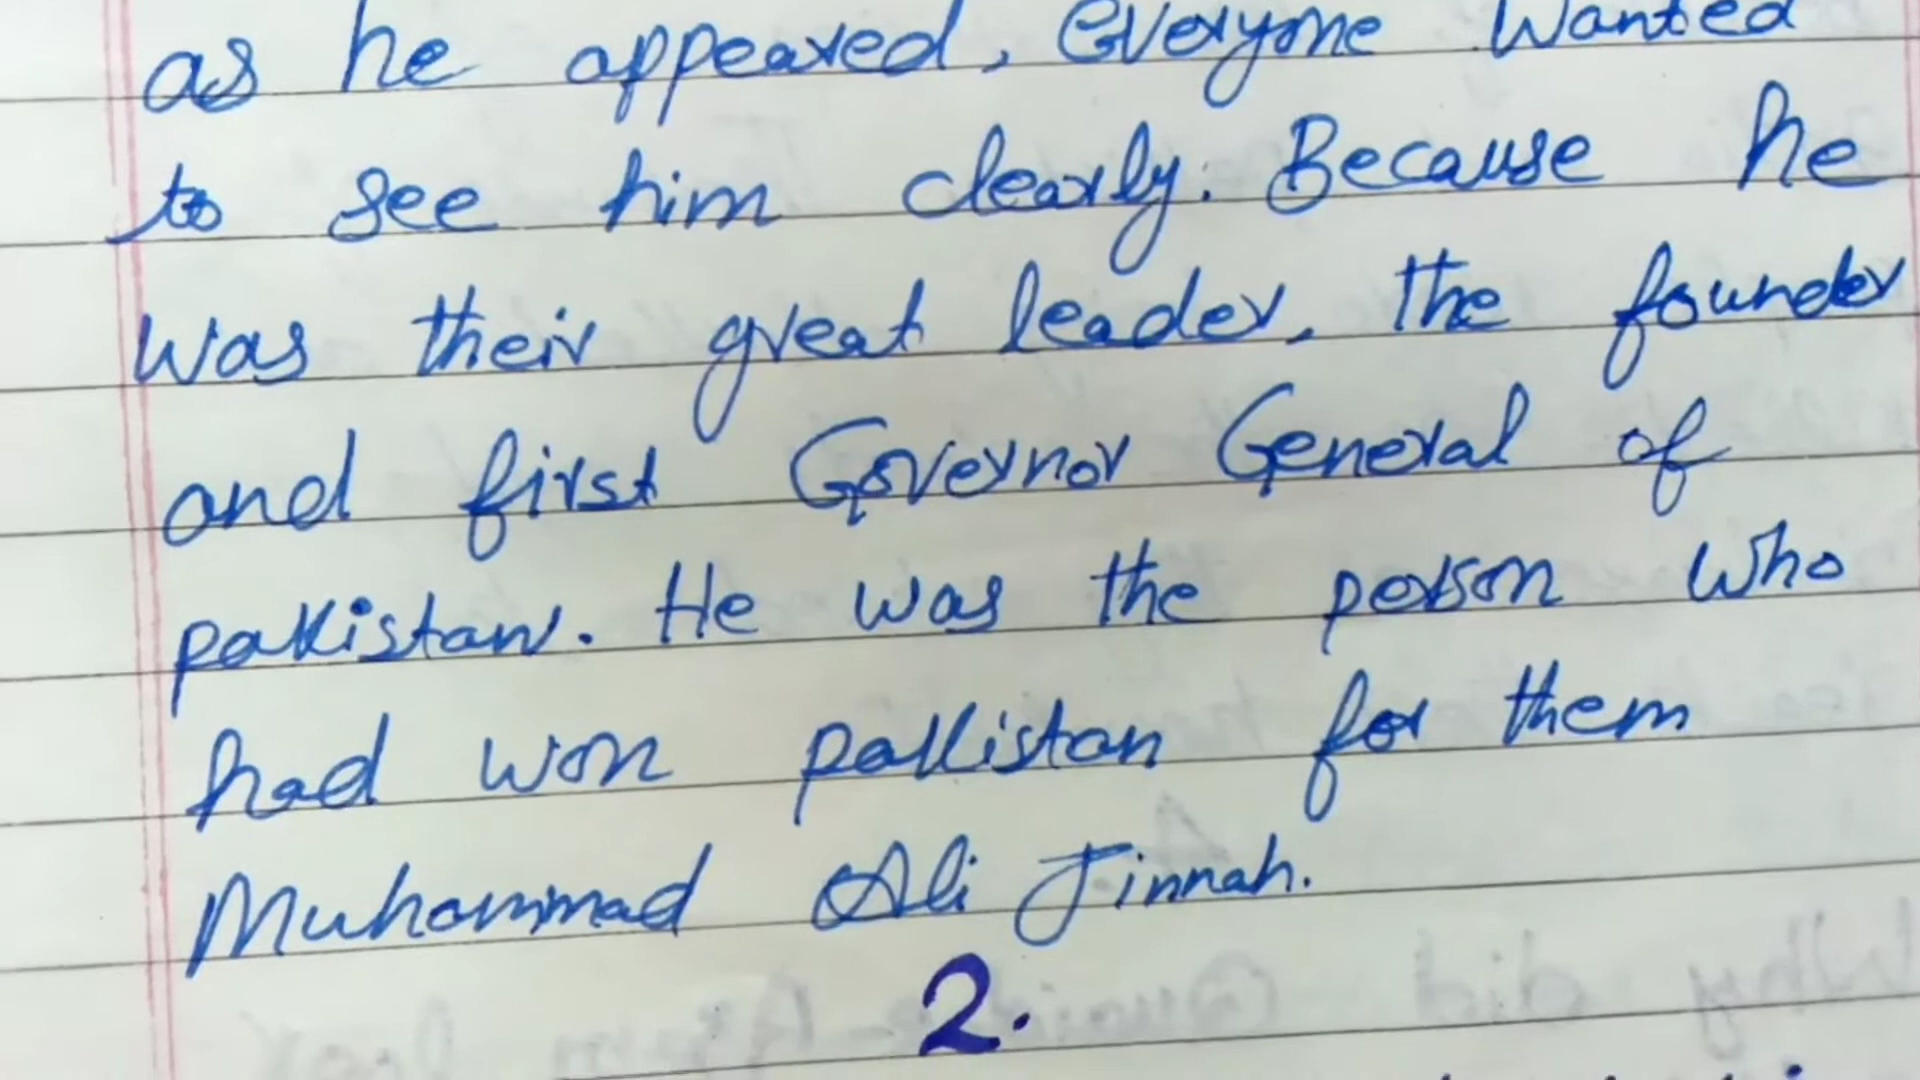 as he appeared, Everyone Wanted
to see him clearly. Because he
was their great leader, the founder
and first Governor General of
pakistan. He was the person who
had won pakistan for them
Muhammad Ali Jinnah.
2.